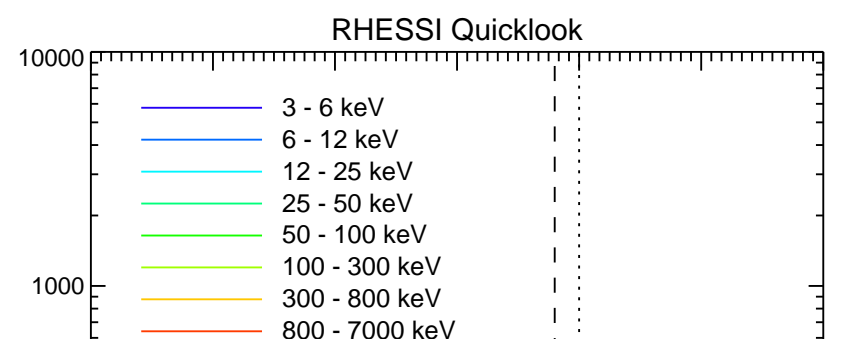 RHESSI Quicklook
10000
3 - 6 keV
6 - 12 keV
12 - 25 keV
25 - 50 keV
50 - 100 keV
100 - 300 keV
1000
300 - 800 keV
800 - 7000 keV